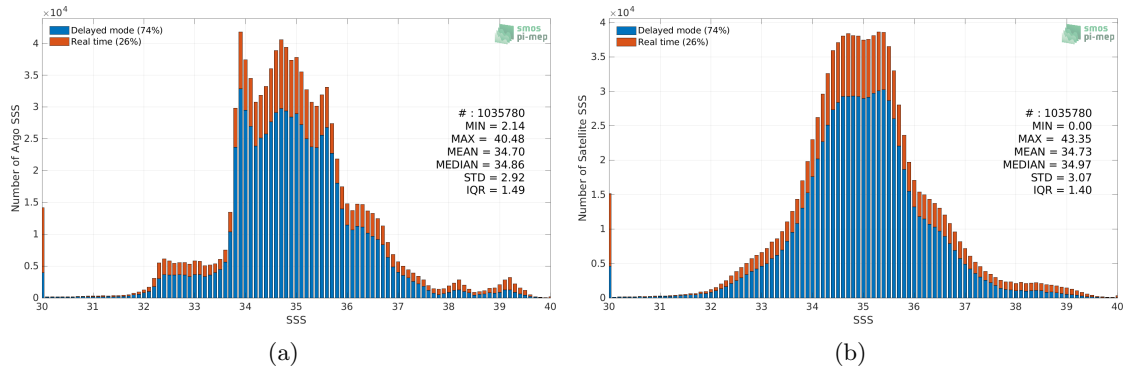 ×10⁴
Delayed mode (74%)
Real time (26%)
smos
pi-mep
Number of Argo SSS
4
3.5
3
2.5
2
1.5
1
0.5
0
# : 1035780
MIN = 2.14
MAX = 40.48
MEAN = 34.70
MEDIAN = 34.86
STD = 2.92
IQR = 1.49
30 31 32 33 34 35 36 37 38 39 40
SSS
(a)
×10⁴
Delayed mode (74%)
Real time (26%)
smos
pi-mep
Number of Satellite SSS
4
3.5
3
2.5
2
1.5
1
0.5
0
# : 1035780
MIN = 0.00
MAX = 43.35
MEAN = 34.73
MEDIAN = 34.97
STD = 3.07
IQR = 1.40
30 31 32 33 34 35 36 37 38 39 40
SSS
(b)